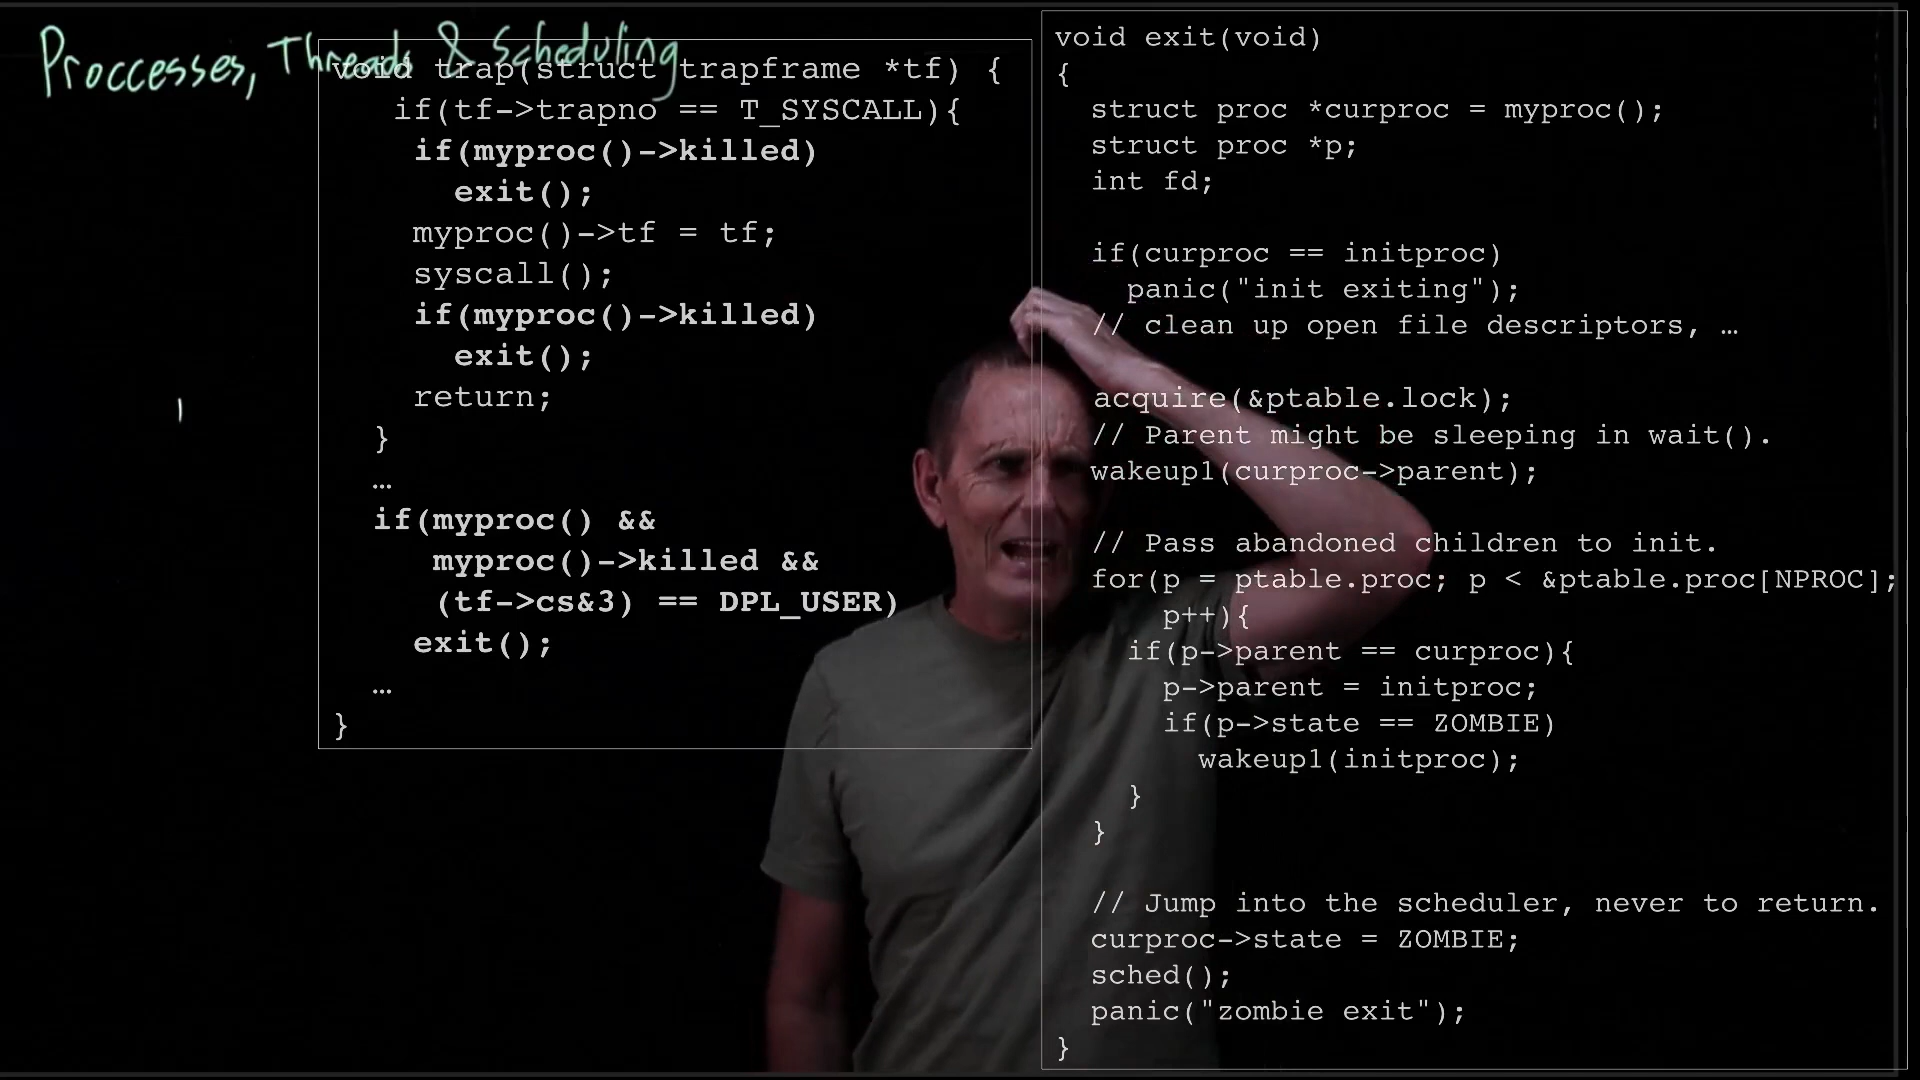 Proccesses, Threads & Scheduling
void trap(struct trapframe *tf) {
if(tf->trapno == T_SYSCALL){
if(myproc()->killed)
exit();
myproc()->tf = tf;
syscall();
if(myproc()->killed)
exit();
return;
}
…
if(myproc() &&
myproc()->killed &&
(tf->cs&3) == DPL_USER)
exit();
…
}
void exit(void)
{
struct proc *curproc = myproc();
struct proc *p;
int fd;
if(curproc == initproc)
panic("init exiting");
// clean up open file descriptors, …
acquire(&ptable.lock);
// Parent might be sleeping in wait().
wakeup1(curproc->parent);
// Pass abandoned children to init.
for(p = ptable.proc; p < &ptable.proc[NPROC];
p++){
if(p->parent == curproc){
p->parent = initproc;
if(p->state == ZOMBIE)
wakeup1(initproc);
}
}
// Jump into the scheduler, never to return.
curproc->state = ZOMBIE;
sched();
panic("zombie exit");
}